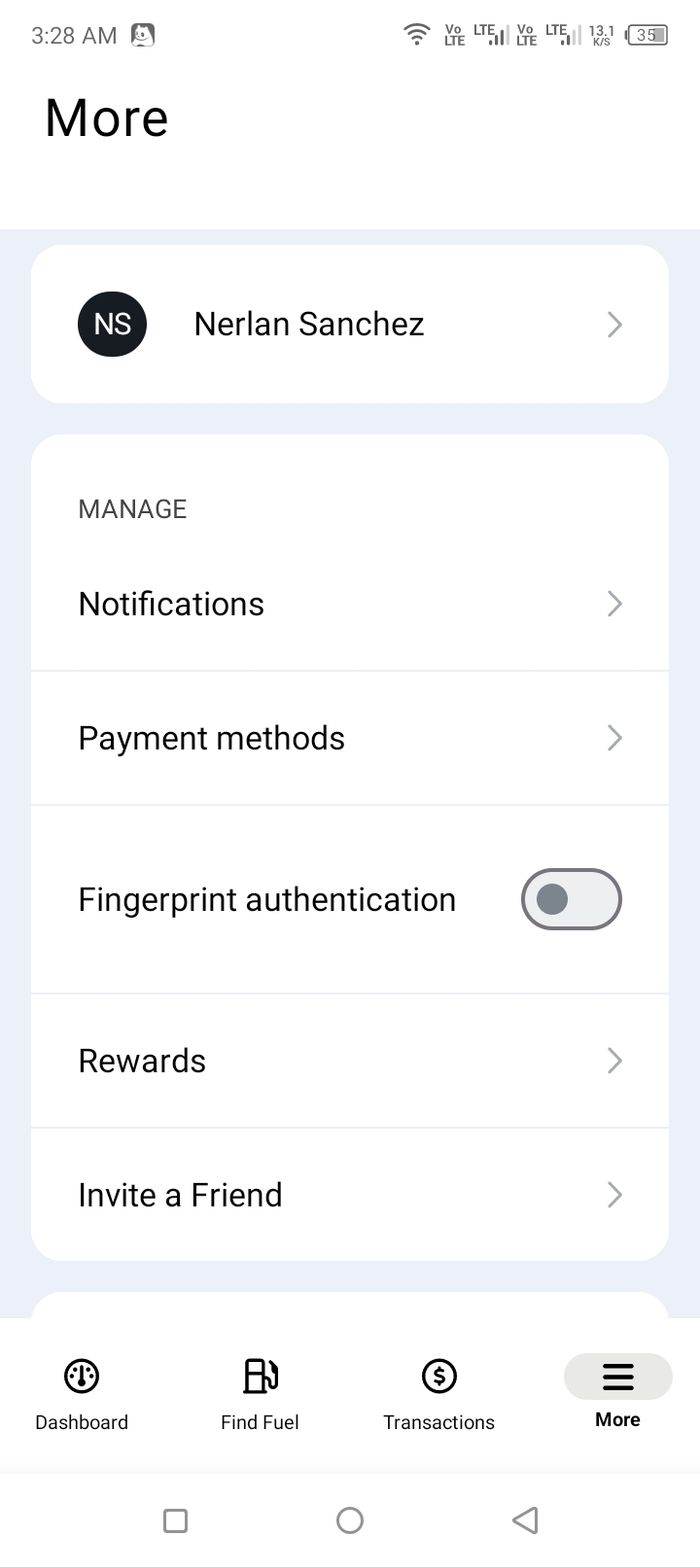 3:28 AM
Vo LTE LTE Vo LTE LTE 13.1 K/S 35
More
NS Nerlan Sanchez
MANAGE
Notifications
Payment methods
Fingerprint authentication
Rewards
Invite a Friend
Dashboard Find Fuel Transactions More